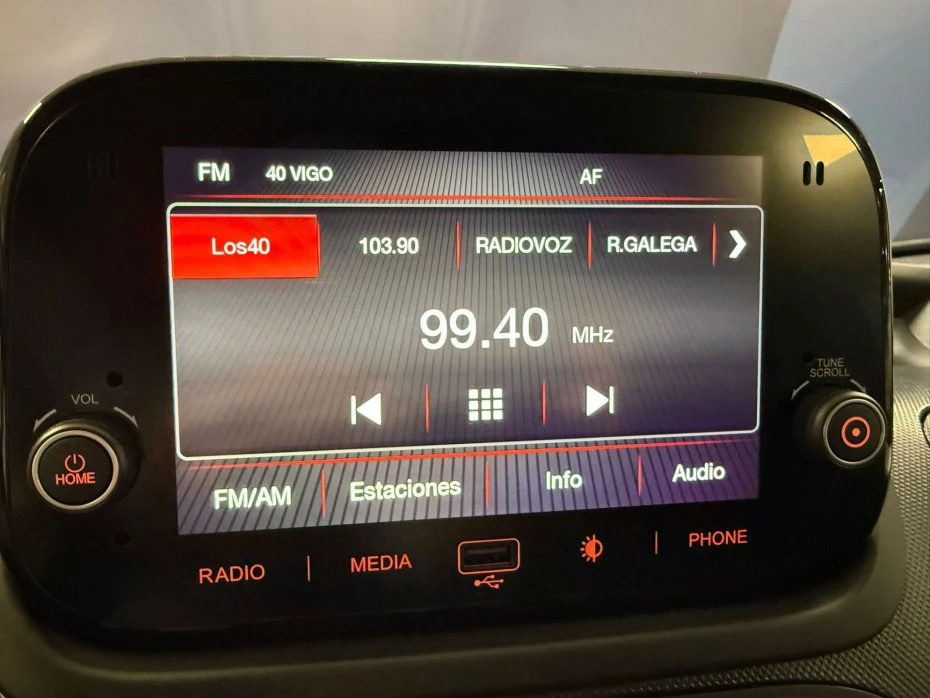 FM 40 VIGO AF
Los40 103.90 RADIOVOZ R.GALEGA
99.40 MHz
TUNE
SCROLL
VOL
HOME
FM/AM Estaciones Info Audio
RADIO MEDIA PHONE